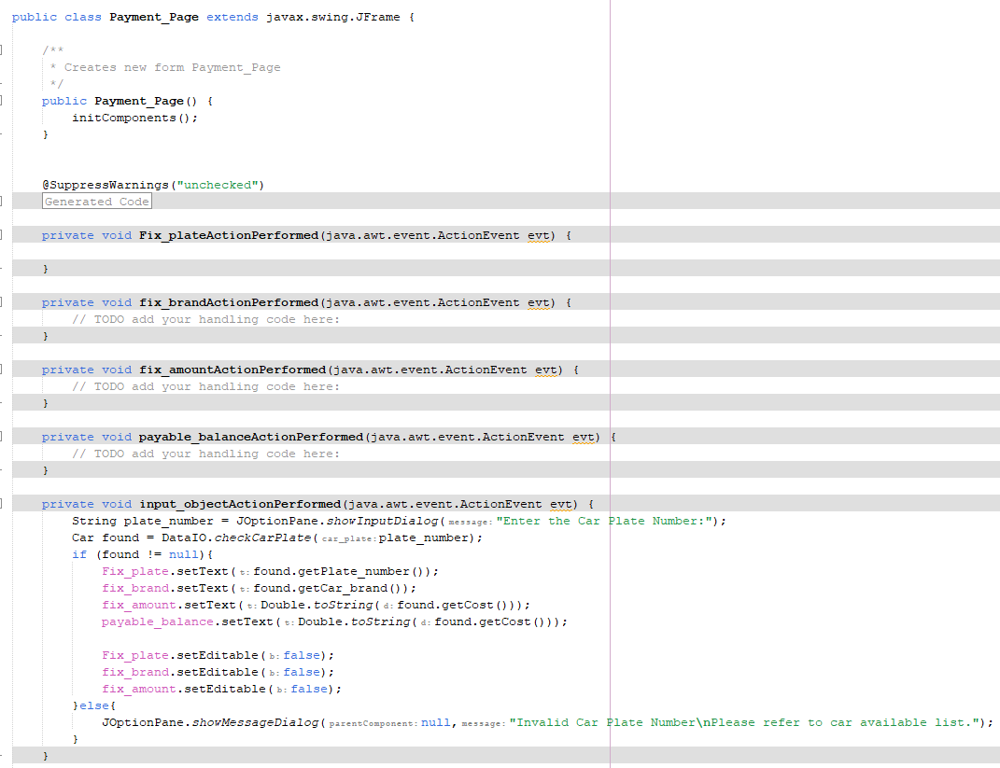 public class Payment_Page extends javax.swing.JFrame {
/**
* Creates new form Payment_Page
*/
public Payment_Page() {
initComponents();
}
@SuppressWarnings("unchecked")
Generated Code
private void Fix_plateActionPerformed(java.awt.event.ActionEvent evt) {
}
private void fix_brandActionPerformed(java.awt.event.ActionEvent evt) {
// TODO add your handling code here:
}
private void fix_amountActionPerformed(java.awt.event.ActionEvent evt) {
// TODO add your handling code here:
}
private void payable_balanceActionPerformed(java.awt.event.ActionEvent evt) {
// TODO add your handling code here:
}
private void input_objectActionPerformed(java.awt.event.ActionEvent evt) {
String plate_number = JOptionPane.showInputDialog(message: "Enter the Car Plate Number:");
Car found = DataIO.checkCarPlate(car_plate: plate_number);
if (found != null){
Fix_plate.setText(t: found.getPlate_number());
fix_brand.setText(t: found.getCar_brand());
fix_amount.setText(t: Double.toString(d: found.getCost()));
payable_balance.setText(t: Double.toString(d: found.getCost()));
Fix_plate.setEditable(b: false);
fix_brand.setEditable(b: false);
fix_amount.setEditable(b: false);
}else{
JOptionPane.showMessageDialog(parentComponent: null, message: "Invalid Car Plate Number\nPlease refer to car available list.");
}
}